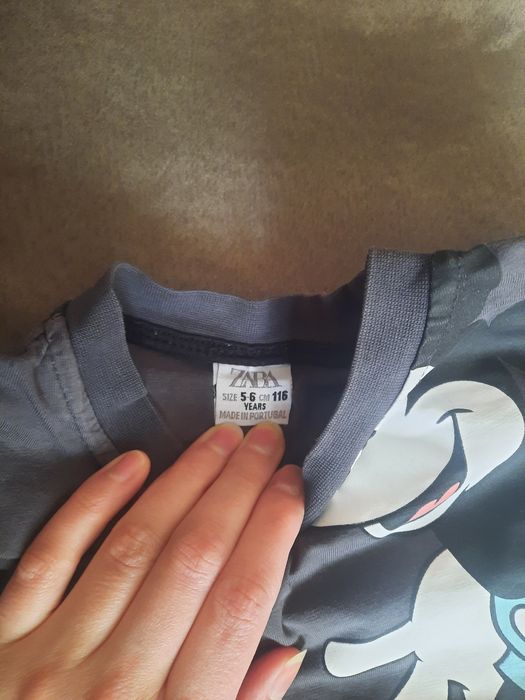 ZARA
SIZE 5-6 CM 116
YEARS
MADE IN PORTUGAL